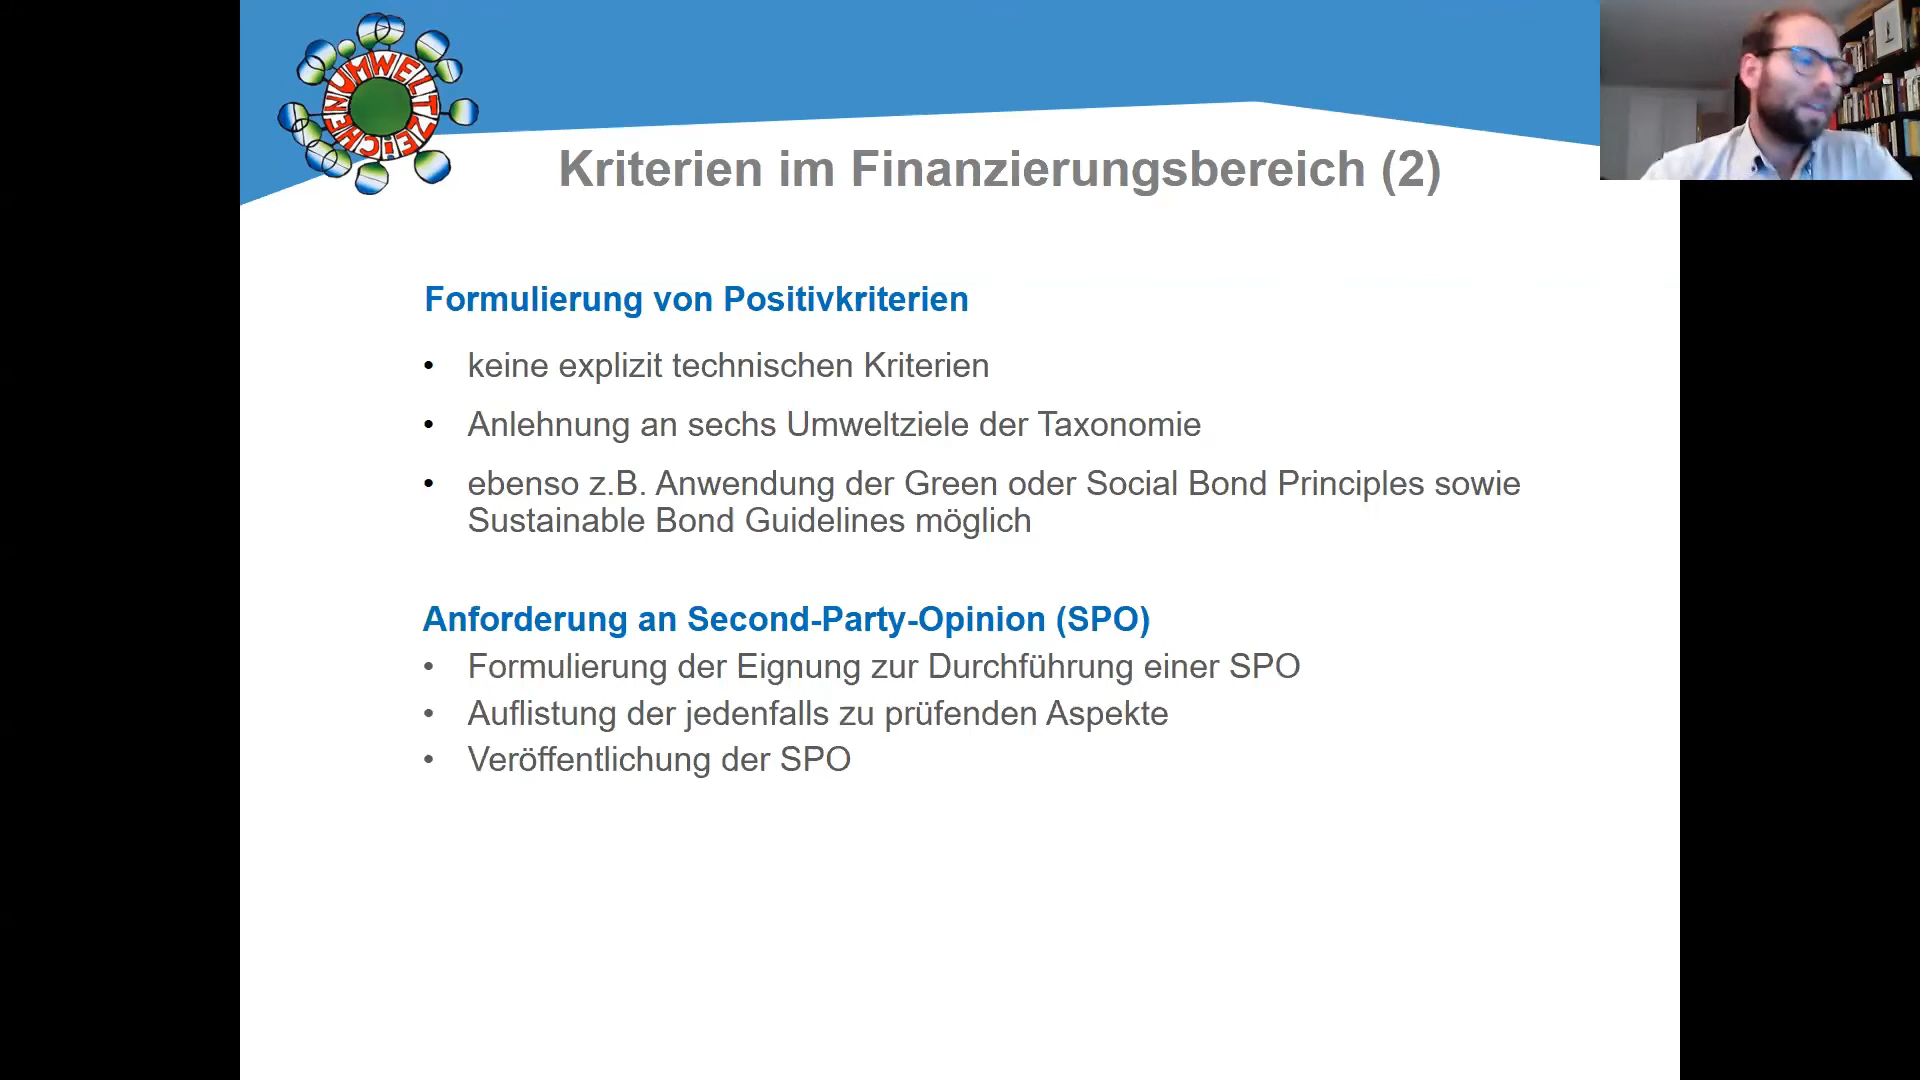 UMWELTZEICHEN
Kriterien im Finanzierungsbereich (2)
Formulierung von Positivkriterien
• keine explizit technischen Kriterien
• Anlehnung an sechs Umweltziele der Taxonomie
• ebenso z.B. Anwendung der Green oder Social Bond Principles sowie
Sustainable Bond Guidelines möglich
Anforderung an Second-Party-Opinion (SPO)
• Formulierung der Eignung zur Durchführung einer SPO
• Auflistung der jedenfalls zu prüfenden Aspekte
• Veröffentlichung der SPO